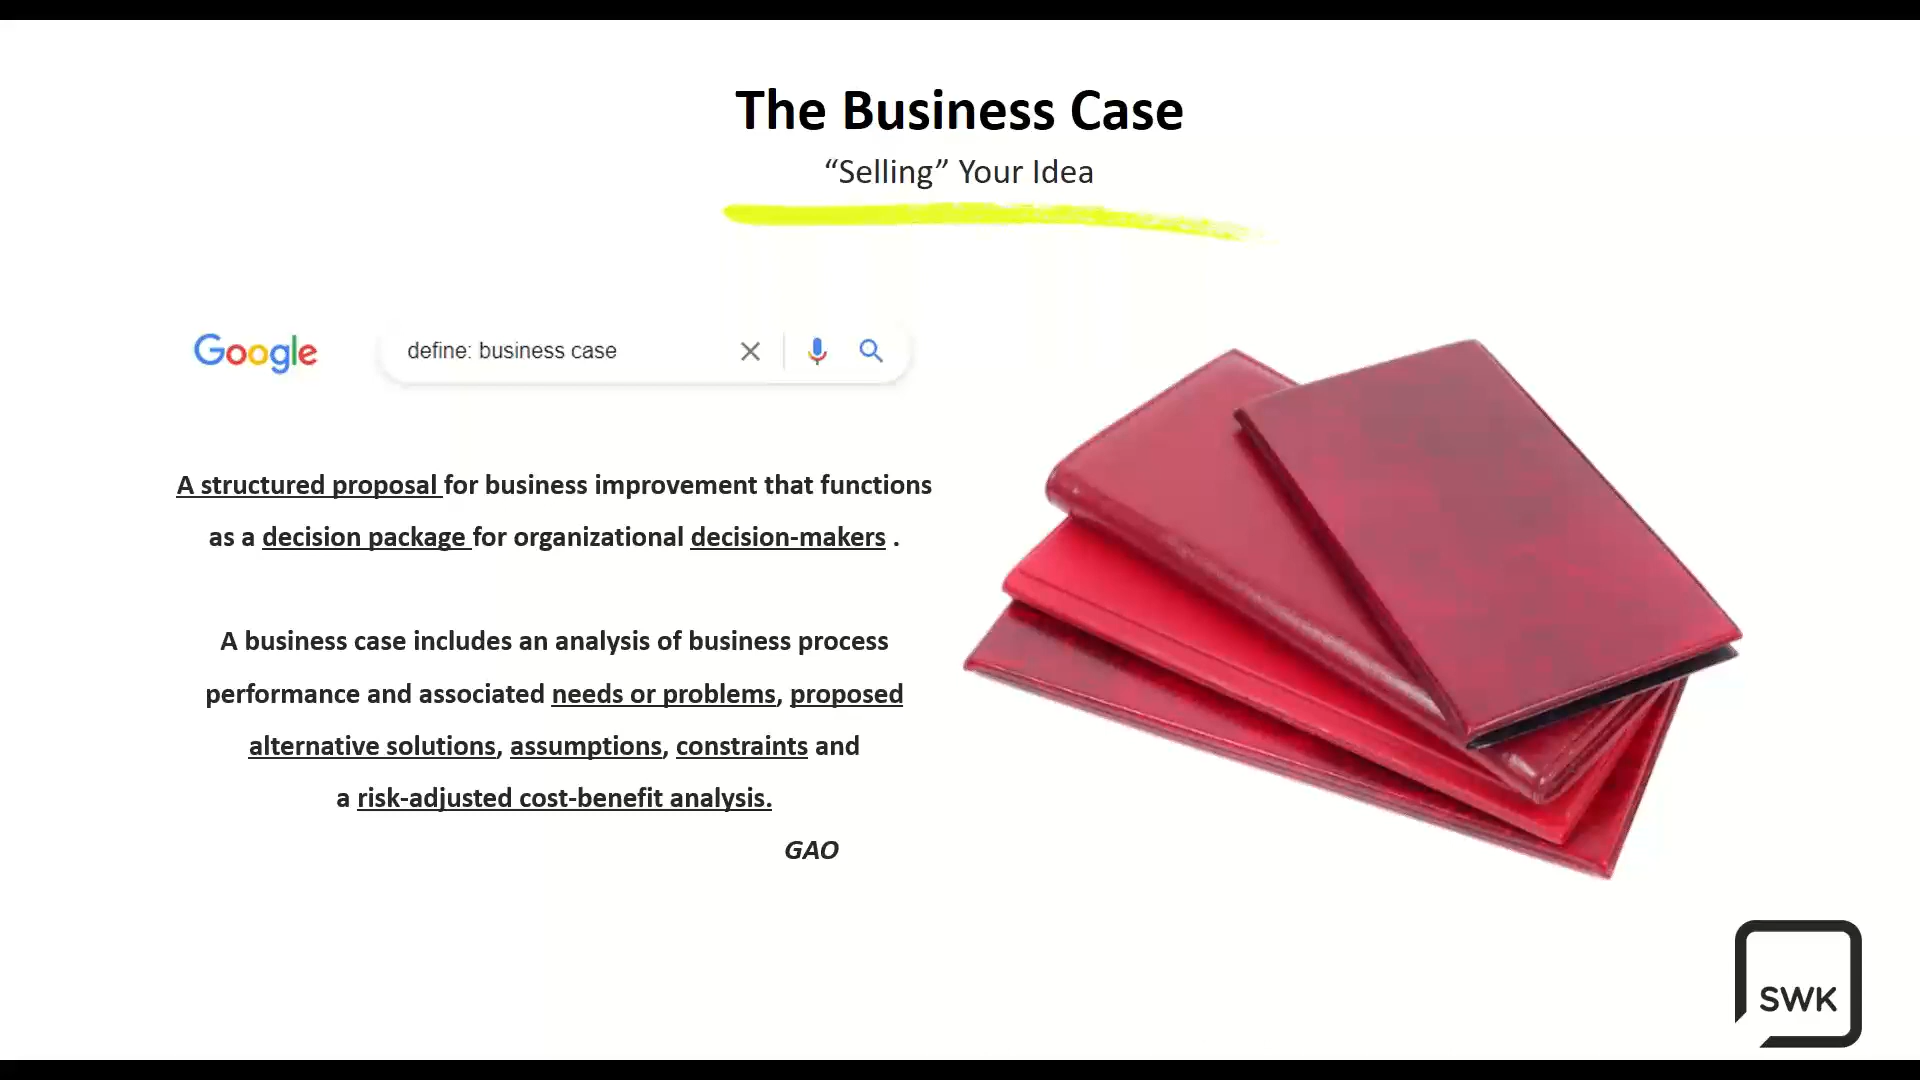 The Business Case
“Selling” Your Idea
Google
define: business case
A structured proposal for business improvement that functions
as a decision package for organizational decision-makers .
A business case includes an analysis of business process
performance and associated needs or problems, proposed
alternative solutions, assumptions, constraints and
a risk-adjusted cost-benefit analysis.
GAO
SWK